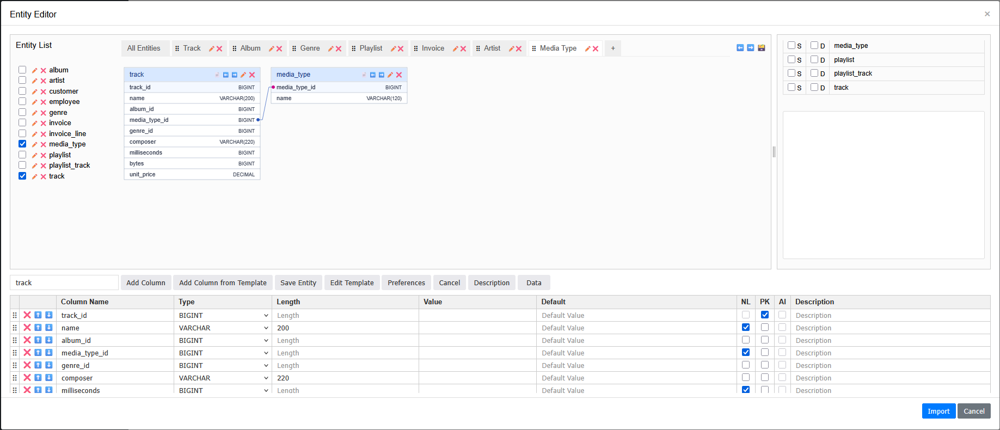 Entity Editor
×
Entity List
All Entities
Track
Album
Genre
Playlist
Invoice
Artist
Media Type
+
album
artist
customer
employee
genre
invoice
invoice_line
media_type
playlist
playlist_track
track
track
track_id BIGINT
name VARCHAR(200)
album_id BIGINT
media_type_id BIGINT
genre_id BIGINT
composer VARCHAR(220)
milliseconds BIGINT
bytes BIGINT
unit_price DECIMAL
media_type
media_type_id BIGINT
name VARCHAR(120)
S D media_type
S D playlist
S D playlist_track
S D track
track
Add Column
Add Column from Template
Save Entity
Edit Template
Preferences
Cancel
Description
Data
Column Name Type Length Value Default NL PK AI Description
track_id BIGINT Length Default Value Description
name VARCHAR 200 Default Value Description
album_id BIGINT Length Default Value Description
media_type_id BIGINT Length Default Value Description
genre_id BIGINT Length Default Value Description
composer VARCHAR 220 Default Value Description
milliseconds BIGINT Length Default Value Description
Import
Cancel